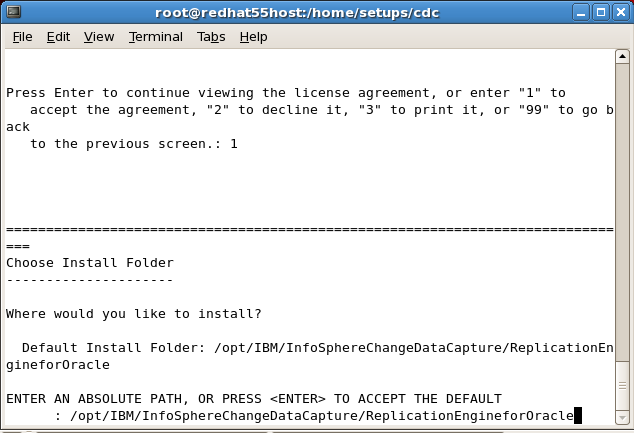 root@redhat55host:/home/setups/cdc
File Edit View Terminal Tabs Help
Press Enter to continue viewing the license agreement, or enter "1" to
   accept the agreement, "2" to decline it, "3" to print it, or "99" to go b
ack
   to the previous screen.: 1
============================================================================
===
Choose Install Folder
---------------------
Where would you like to install?
  Default Install Folder: /opt/IBM/InfoSphereChangeDataCapture/ReplicationEn
gineforOracle
ENTER AN ABSOLUTE PATH, OR PRESS <ENTER> TO ACCEPT THE DEFAULT
      : /opt/IBM/InfoSphereChangeDataCapture/ReplicationEngineforOracle